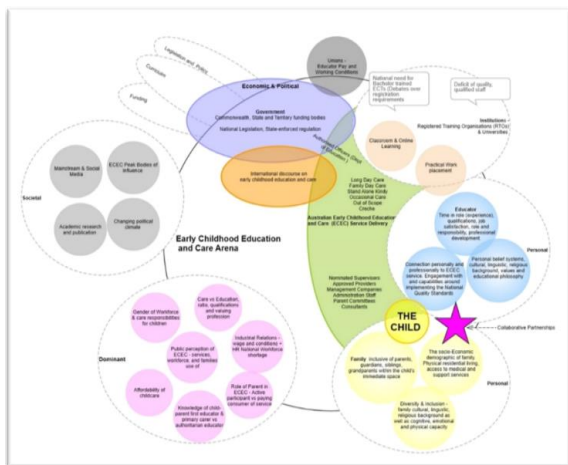 Legislation and Policy
Curriculum
Funding
Economic & Political
Government
Commonwealth, State and Territory funding bodies
National Legislation, State-enforced regulation
International discourse on
early childhood education and care
Unions -
Educator Pay and
Working Conditions
National need for
Bachelor trained
ECTs (Debates over
registration
requirements
Deficit of quality,
qualified staff
Institutions -
Registered Training Organisations (RTOs)
& Universities
Classroom & Online
Learning
Practical Work
placement
Authorised Officers (Dept
of Education )
Long Day Care
Family Day Care
Stand Alone Kindy
Occasional Care
Out of Scope
Creche
Australian Early Childhood Education
and Care (ECEC) Service Delivery
Nominated Supervisors
Approved Providers
Management Companies
Administration Staff
Parent Committees
Consultants
Mainstream & Social
Media
ECEC Peak Bodies of
Influence
Societal
Academic research
and publication
Changing political
climate
Early Childhood Education
and Care Arena
Educator
Time in role (experience),
qualifications, job
satisfaction, role and
responsibility, professional
development
Personal
Connection personally and
professionally to ECEC
service. Engagement with
and capabilities around
implementing the National
Quality Standards
Personal belief systems,
cultural, linguistic, religious
background, values and
educational philosophy
THE
CHILD
Collaborative Partnerships
Family inclusive of parents,
guardians, siblings,
grandparents within the child's
immediate space
The socio-Economic
demographic of family.
Physical residential living,
access to medical and
support services
Personal
Diversity & Inclusion -
family cultural, linguistic,
religious background as
well as cognitive, emotional
and physical capacity
Gender of Workforce
& care responsibilities
for children
Care vs Education,
ratio, qualifications
and valuing
profession
Public perception of
ECEC - services,
workforce, and families
use of
Industrial Relations -
wage and conditions +
HR National workforce
shortage
Dominant
Affordability of
childcare
Role of Parent in
ECEC - Active
participant vs paying
consumer of service
Knowledge of child-
parent first educator &
primary carer vs
authoritarian educator